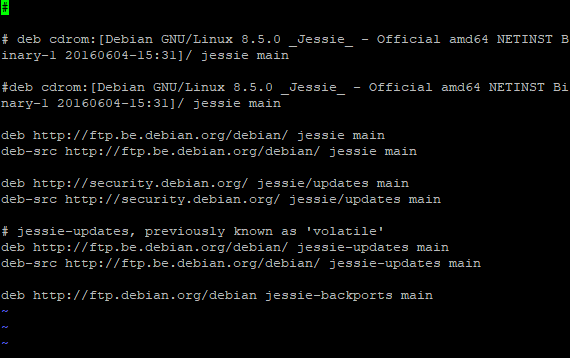 #
# deb cdrom:[Debian GNU/Linux 8.5.0 _Jessie_ - Official amd64 NETINST Bi
nary-1 20160604-15:31]/ jessie main
#deb cdrom:[Debian GNU/Linux 8.5.0 _Jessie_ - Official amd64 NETINST Bi
nary-1 20160604-15:31]/ jessie main
deb http://ftp.be.debian.org/debian/ jessie main
deb-src http://ftp.be.debian.org/debian/ jessie main
deb http://security.debian.org/ jessie/updates main
deb-src http://security.debian.org/ jessie/updates main
# jessie-updates, previously known as 'volatile'
deb http://ftp.be.debian.org/debian/ jessie-updates main
deb-src http://ftp.be.debian.org/debian/ jessie-updates main
deb http://ftp.debian.org/debian jessie-backports main
~
~
~